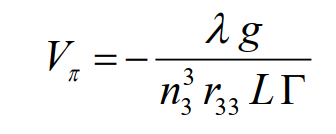 V_π = − λ g / (n_3^3 r_33 L Γ)